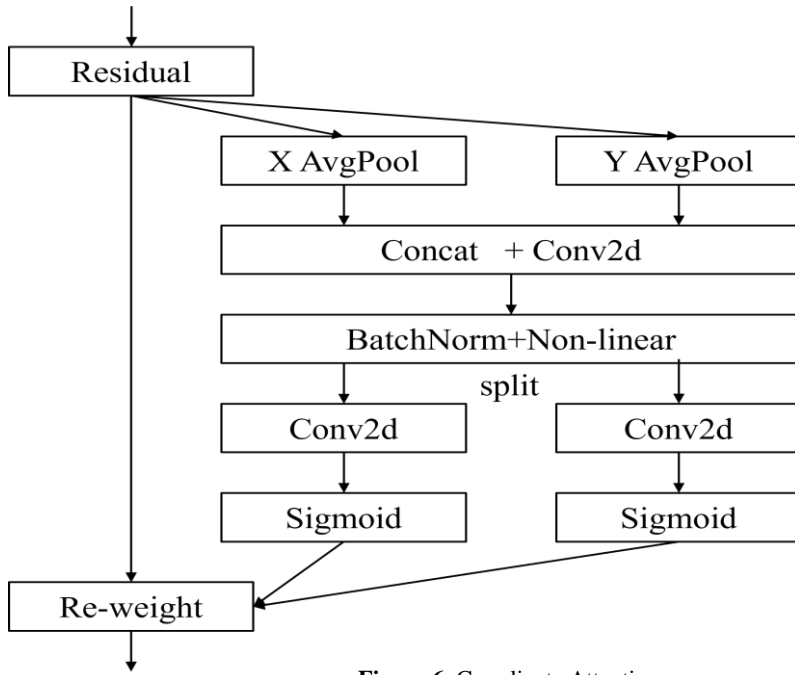 Residual
X AvgPool
Y AvgPool
Concat + Conv2d
BatchNorm+Non-linear
split
Conv2d
Conv2d
Sigmoid
Sigmoid
Re-weight